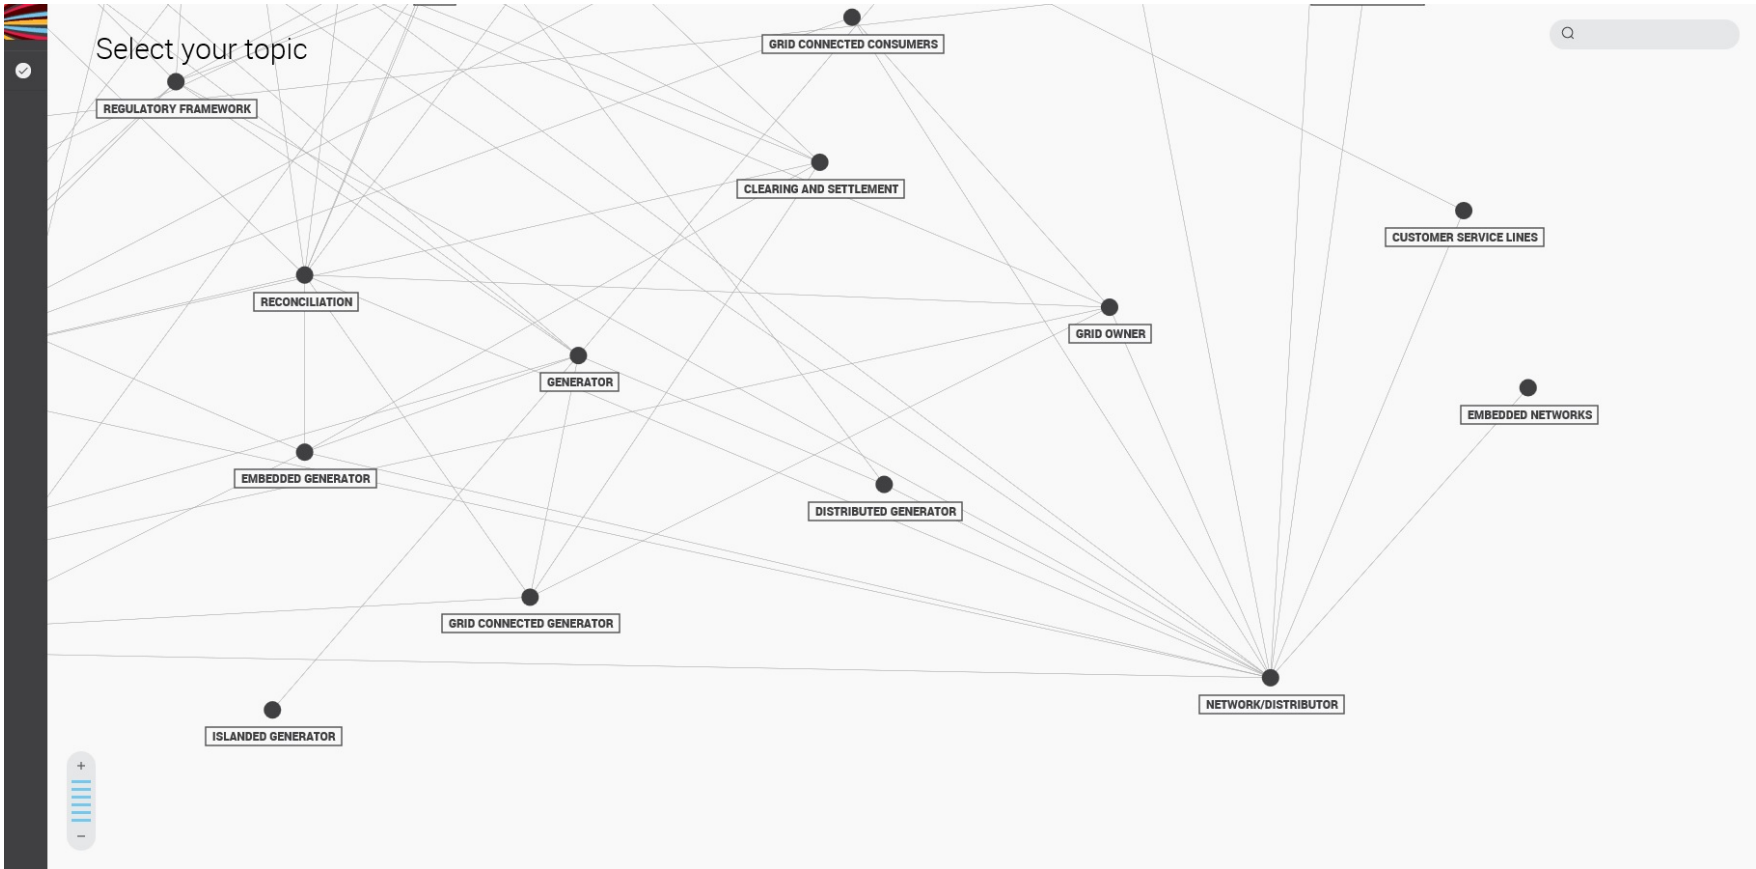 Select your topic
GRID CONNECTED CONSUMERS
REGULATORY FRAMEWORK
CLEARING AND SETTLEMENT
CUSTOMER SERVICE LINES
RECONCILIATION
GRID OWNER
GENERATOR
EMBEDDED NETWORKS
EMBEDDED GENERATOR
DISTRIBUTED GENERATOR
GRID CONNECTED GENERATOR
NETWORK/DISTRIBUTOR
ISLANDED GENERATOR
+
−